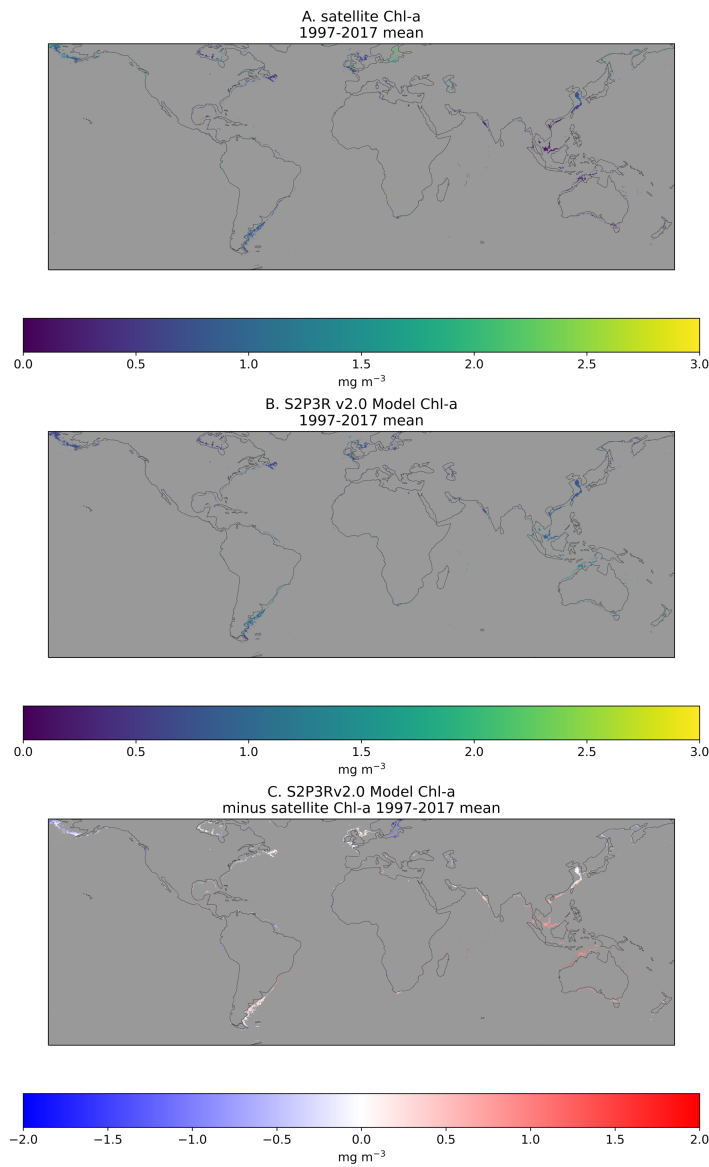 A. satellite Chl-a
1997-2017 mean
0.0 0.5 1.0 1.5 2.0 2.5 3.0
mg m⁻³
B. S2P3R v2.0 Model Chl-a
1997-2017 mean
0.0 0.5 1.0 1.5 2.0 2.5 3.0
mg m⁻³
C. S2P3Rv2.0 Model Chl-a
minus satellite Chl-a 1997-2017 mean
−2.0 −1.5 −1.0 −0.5 0.0 0.5 1.0 1.5 2.0
mg m⁻³